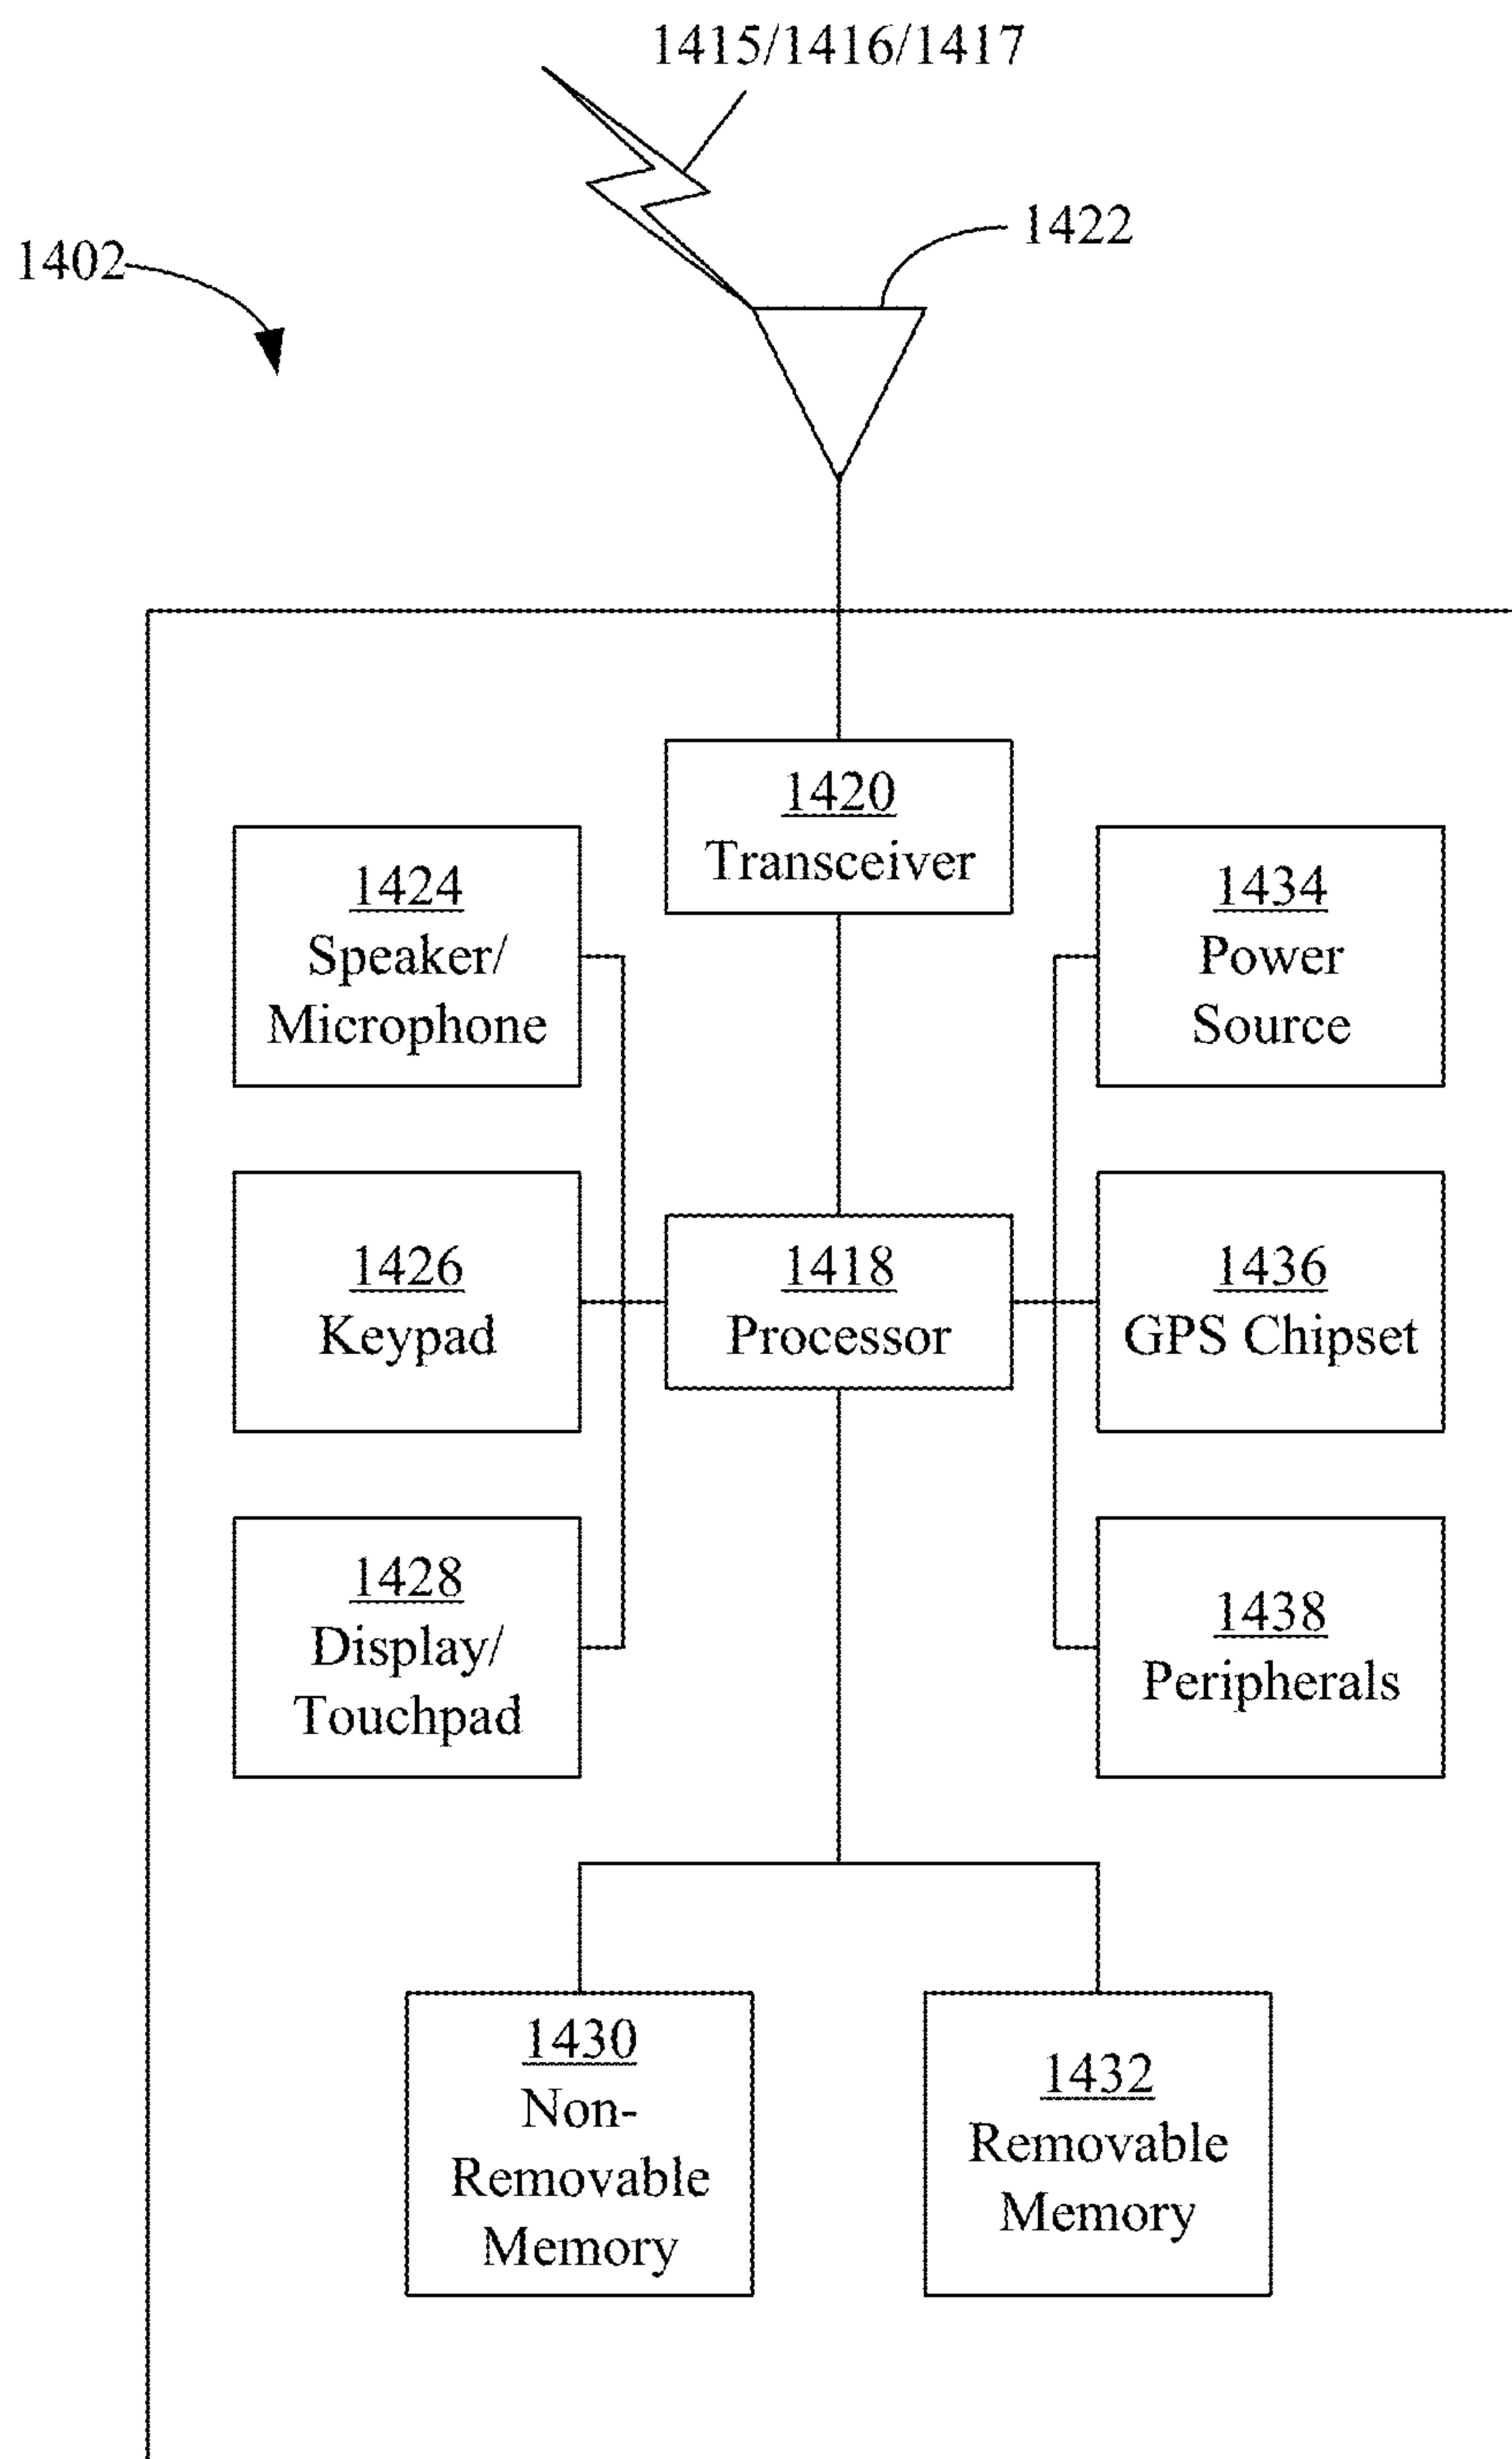 1415/1416/1417
1422
1402
1420
Transceiver
1424
Speaker/
Microphone
1434
Power
Source
1426
Keypad
1418
Processor
1436
GPS Chipset
1428
Display/
Touchpad
1438
Peripherals
1430
Non-
Removable
Memory
1432
Removable
Memory